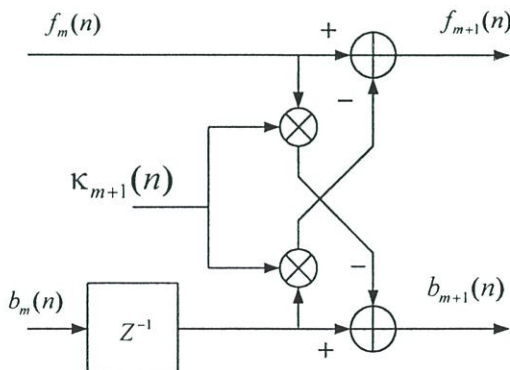 f_m(n)
+
f_{m+1}(n)
−
κ_{m+1}(n)
−
b_m(n)
Z^{-1}
+
b_{m+1}(n)